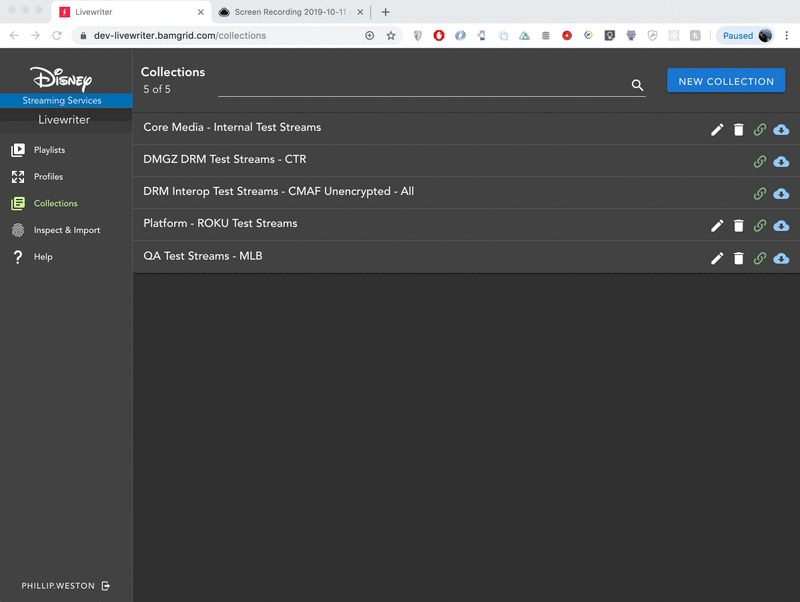 Livewriter
Screen Recording 2019-10-11
dev-livewriter.bamgrid.com/collections
Paused
Disney
Streaming Services
Livewriter
Playlists
Profiles
Collections
Inspect & Import
Help
PHILLIP.WESTON
Collections
5 of 5
NEW COLLECTION
Core Media - Internal Test Streams
DMGZ DRM Test Streams - CTR
DRM Interop Test Streams - CMAF Unencrypted - All
Platform - ROKU Test Streams
QA Test Streams - MLB